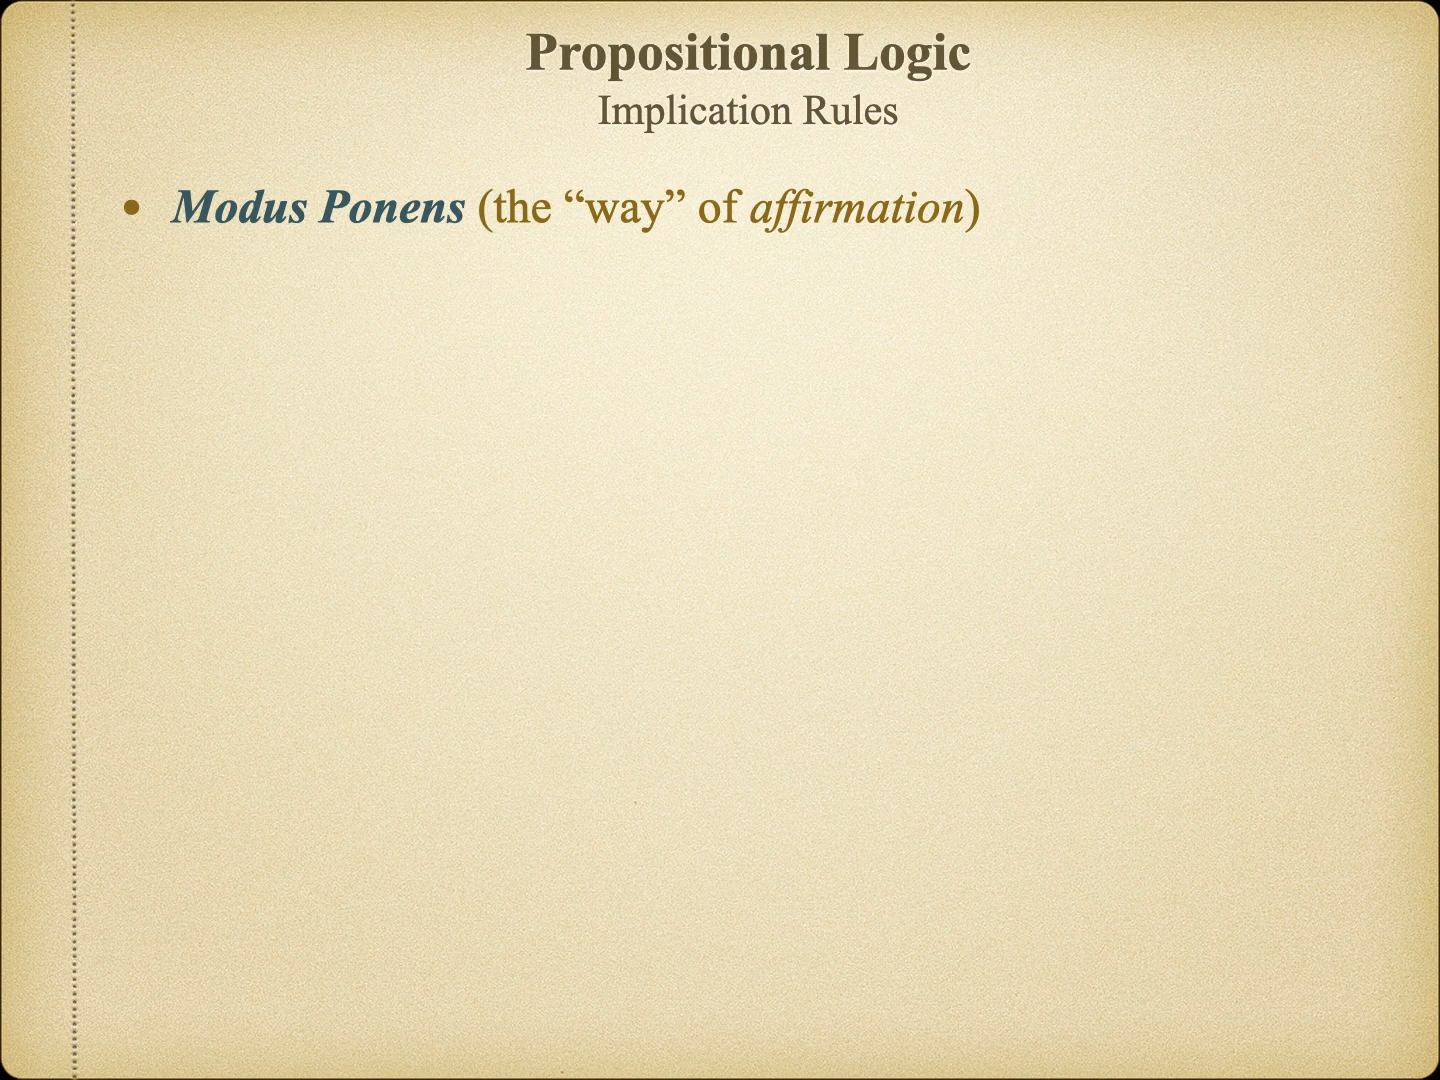 Propositional Logic
Implication Rules
• Modus Ponens (the “way” of affirmation)